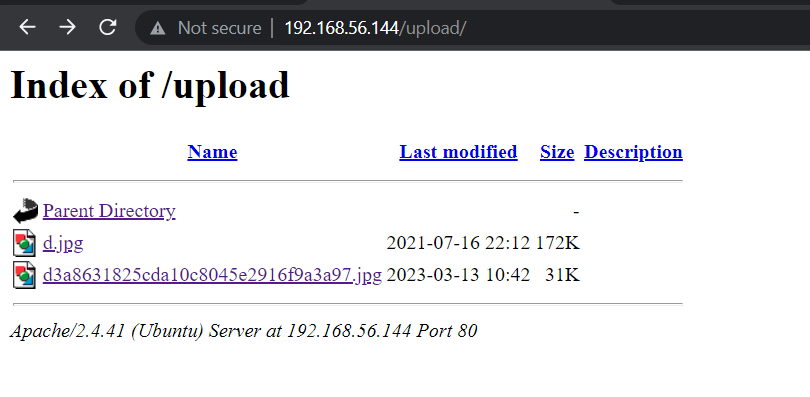 Not secure | 192.168.56.144/upload/
Index of /upload
Name Last modified Size Description
Parent Directory -
d.jpg 2021-07-16 22:12 172K
d3a8631825cda10c8045e2916f9a3a97.jpg 2023-03-13 10:42 31K
Apache/2.4.41 (Ubuntu) Server at 192.168.56.144 Port 80